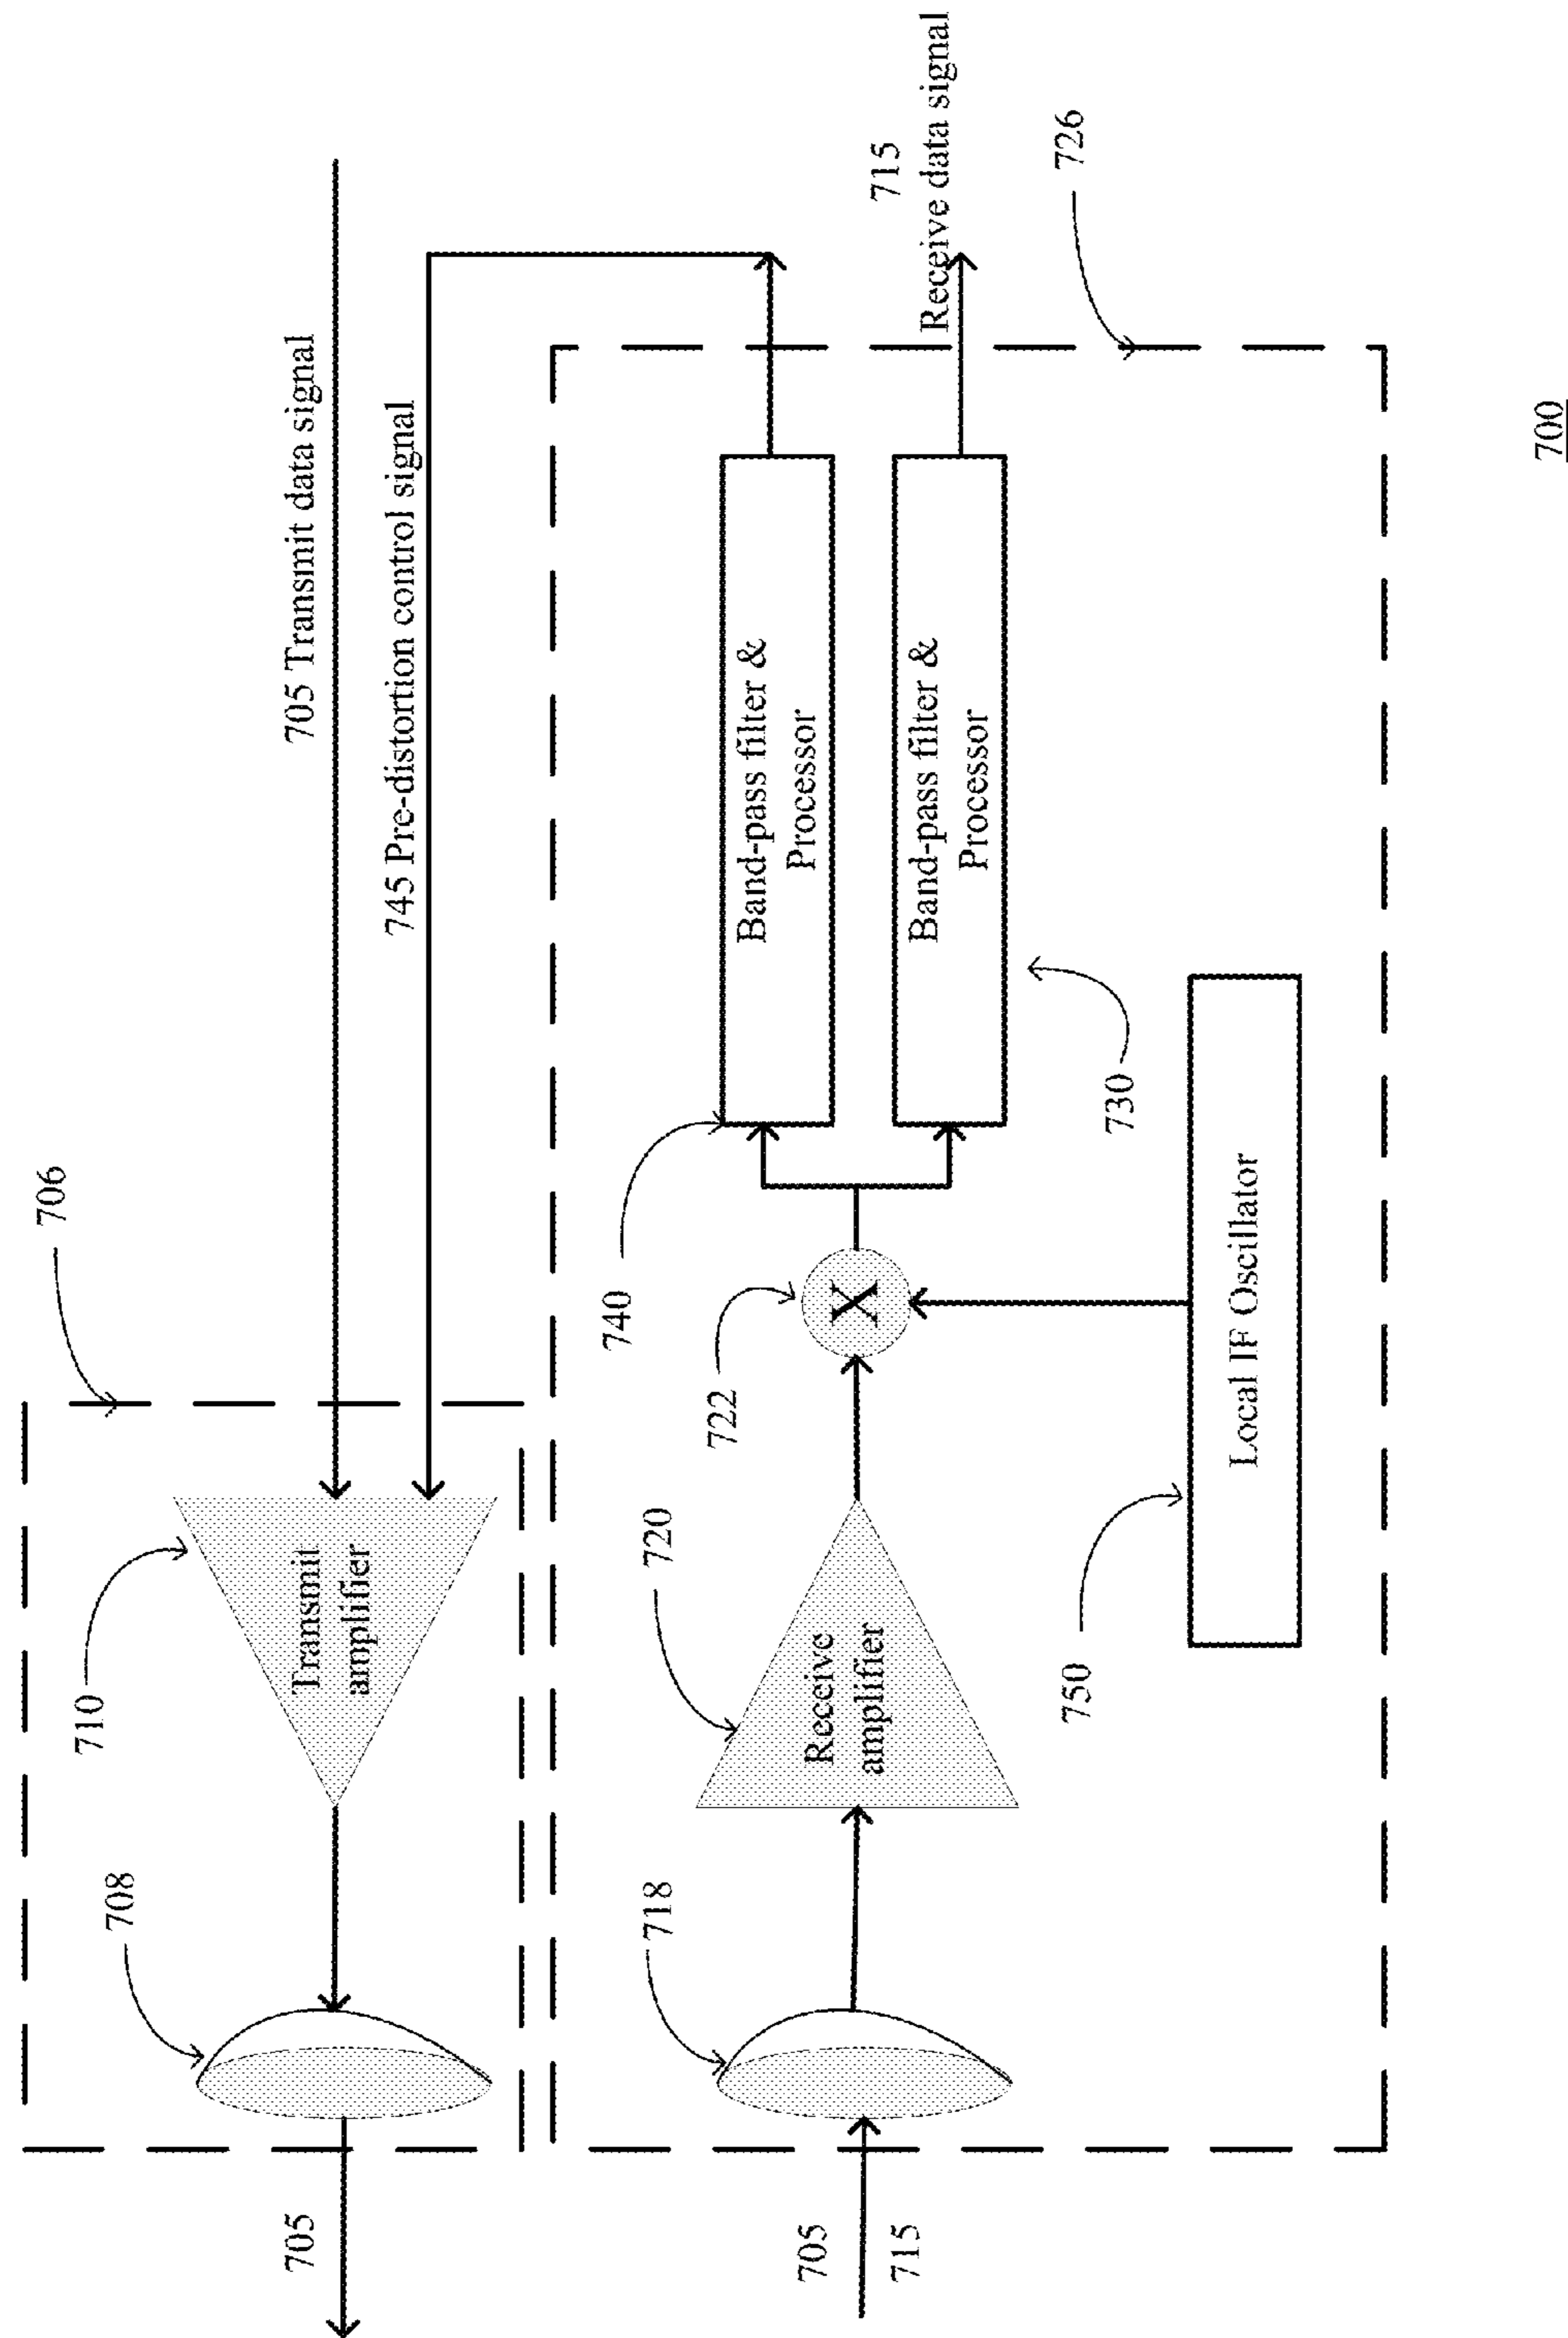 706
705 Transmit data signal
710
708
Transmit
amplifier
745 Pre-distortion control signal
705
740
Band-pass filter &
Processor
715
Receive data signal
718
720
722
Receive
amplifier
X
Band-pass filter &
Processor
726
705
715
730
750
Local IF Oscillator
700